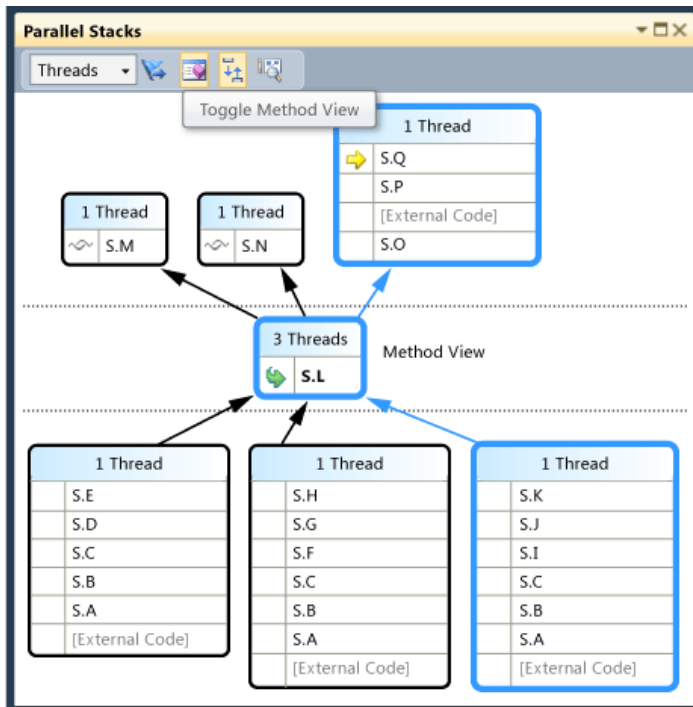 Parallel Stacks
Threads
Toggle Method View
1 Thread
S.Q
S.P
[External Code]
S.O
1 Thread
S.M
1 Thread
S.N
3 Threads
S.L
Method View
1 Thread
S.E
S.D
S.C
S.B
S.A
[External Code]
1 Thread
S.H
S.G
S.F
S.C
S.B
S.A
[External Code]
1 Thread
S.K
S.J
S.I
S.C
S.B
S.A
[External Code]